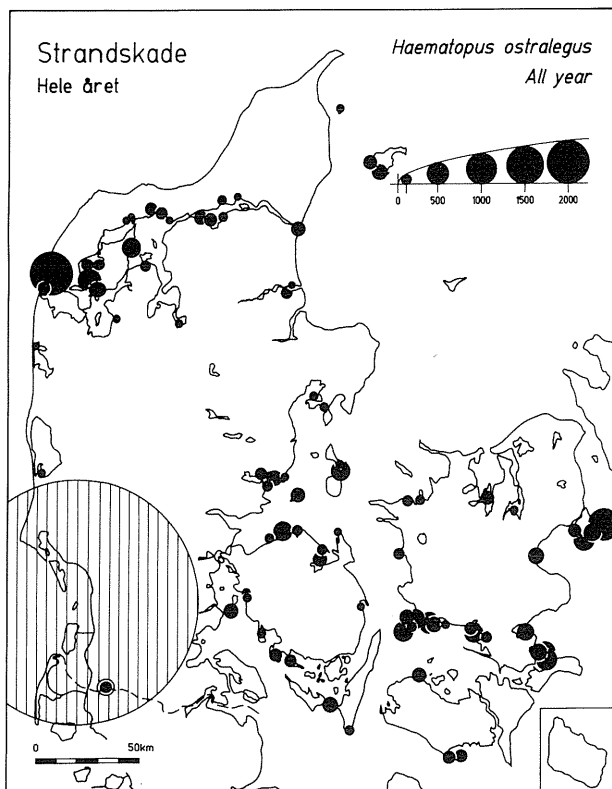 Strandskade
Hele året
Haematopus ostralegus
All year
0 500 1000 1500 2000
0 50km